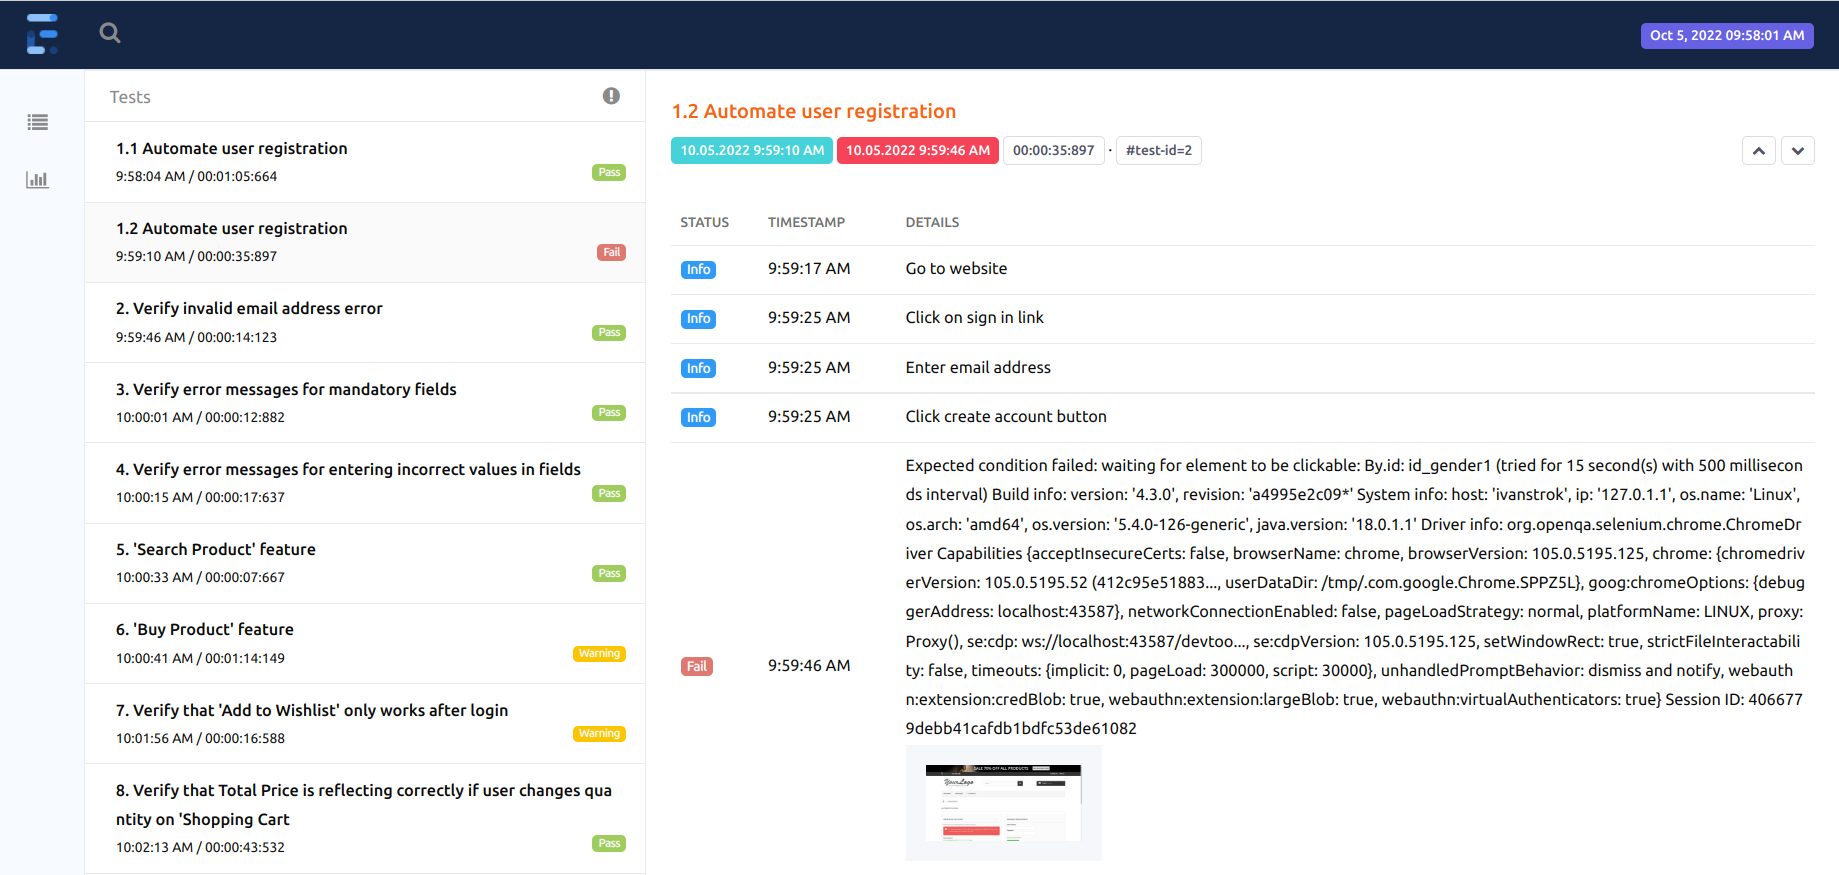 Oct 5, 2022 09:58:01 AM
Tests
1.1 Automate user registration
9:58:04 AM / 00:01:05:664
Pass
1.2 Automate user registration
9:59:10 AM / 00:00:35:897
Fail
2. Verify invalid email address error
9:59:46 AM / 00:00:14:123
Pass
3. Verify error messages for mandatory fields
10:00:01 AM / 00:00:12:882
Pass
4. Verify error messages for entering incorrect values in fields
10:00:15 AM / 00:00:17:637
Pass
5. 'Search Product' feature
10:00:33 AM / 00:00:07:667
Pass
6. 'Buy Product' feature
10:00:41 AM / 00:01:14:149
Warning
7. Verify that 'Add to Wishlist' only works after login
10:01:56 AM / 00:00:16:588
Warning
8. Verify that Total Price is reflecting correctly if user changes qua
ntity on 'Shopping Cart
10:02:13 AM / 00:00:43:532
Pass
1.2 Automate user registration
10.05.2022 9:59:10 AM 10.05.2022 9:59:46 AM 00:00:35:897 · #test-id=2
STATUS TIMESTAMP DETAILS
Info 9:59:17 AM Go to website
Info 9:59:25 AM Click on sign in link
Info 9:59:25 AM Enter email address
Info 9:59:25 AM Click create account button
Fail 9:59:46 AM
Expected condition failed: waiting for element to be clickable: By.id: id_gender1 (tried for 15 second(s) with 500 millisecon
ds interval) Build info: version: '4.3.0', revision: 'a4995e2c09*' System info: host: 'ivanstrok', ip: '127.0.1.1', os.name: 'Linux',
os.arch: 'amd64', os.version: '5.4.0-126-generic', java.version: '18.0.1.1' Driver info: org.openqa.selenium.chrome.ChromeDr
iver Capabilities {acceptInsecureCerts: false, browserName: chrome, browserVersion: 105.0.5195.125, chrome: {chromedriv
erVersion: 105.0.5195.52 (412c95e51883..., userDataDir: /tmp/.com.google.Chrome.SPPZ5L}, goog:chromeOptions: {debug
gerAddress: localhost:43587}, networkConnectionEnabled: false, pageLoadStrategy: normal, platformName: LINUX, proxy:
Proxy(), se:cdp: ws://localhost:43587/devtoo..., se:cdpVersion: 105.0.5195.125, setWindowRect: true, strictFileInteractabili
ty: false, timeouts: {implicit: 0, pageLoad: 300000, script: 30000}, unhandledPromptBehavior: dismiss and notify, webauth
n:extension:credBlob: true, webauthn:extension:largeBlob: true, webauthn:virtualAuthenticators: true} Session ID: 406677
9debb41cafdb1bdfc53de61082
SALE 70% OFF ALL PRODUCTS
Your Logo